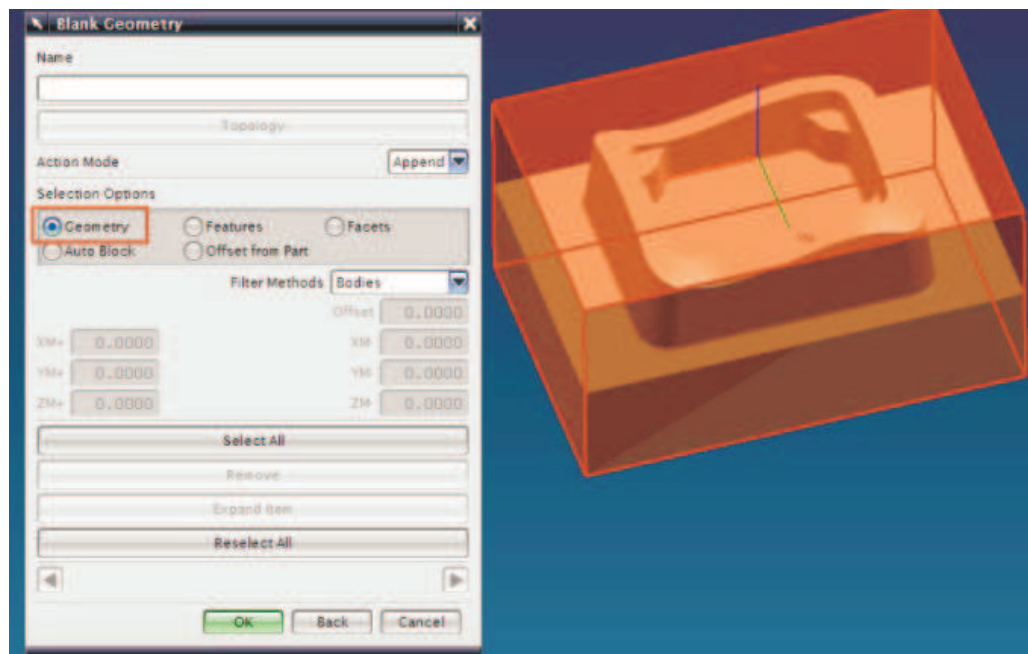 Blank Geometry
Name
Topology
Action Mode Append
Selection Options
Geometry Features Facets
Auto Block Offset from Part
Filter Methods Bodies
Offset 0.0000
XM+ 0.0000 XM- 0.0000
YM+ 0.0000 YM- 0.0000
ZM+ 0.0000 ZM- 0.0000
Select All
Remove
Expand Item
Reselect All
OK Back Cancel